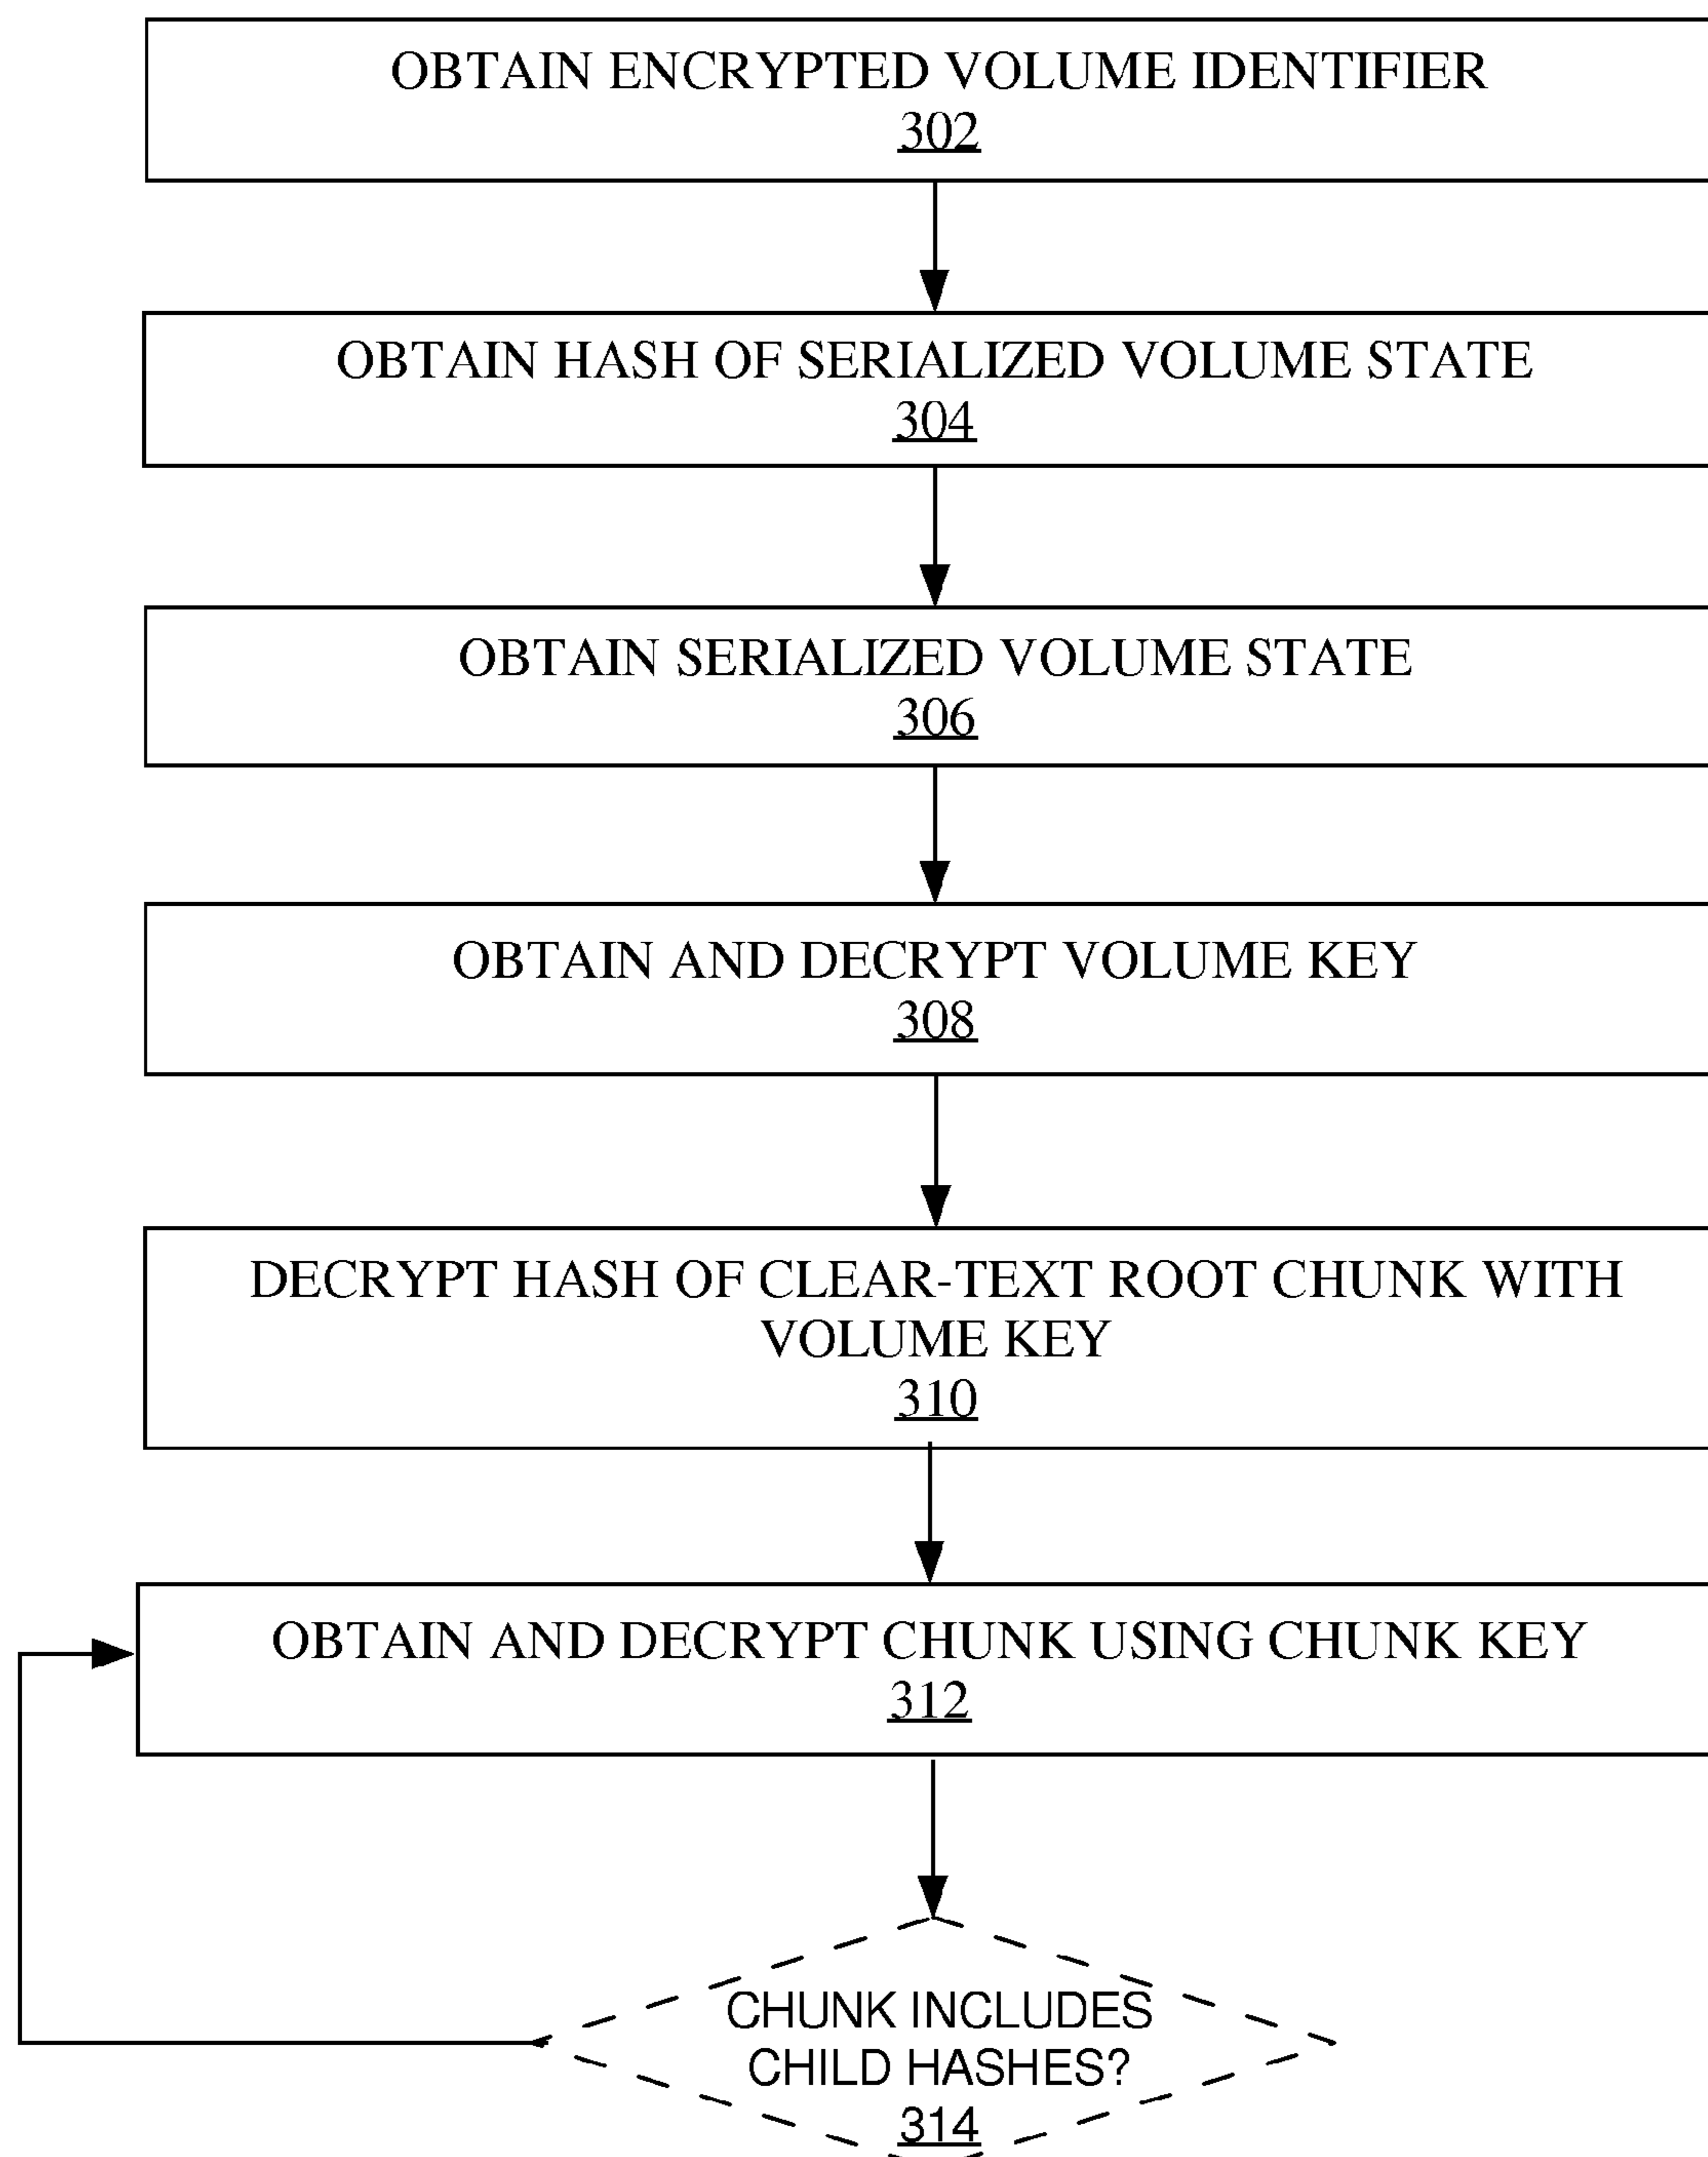 OBTAIN ENCRYPTED VOLUME IDENTIFIER
302
OBTAIN HASH OF SERIALIZED VOLUME STATE
304
OBTAIN SERIALIZED VOLUME STATE
306
OBTAIN AND DECRYPT VOLUME KEY
308
DECRYPT HASH OF CLEAR-TEXT ROOT CHUNK WITH
VOLUME KEY
310
OBTAIN AND DECRYPT CHUNK USING CHUNK KEY
312
CHUNK INCLUDES
CHILD HASHES?
314